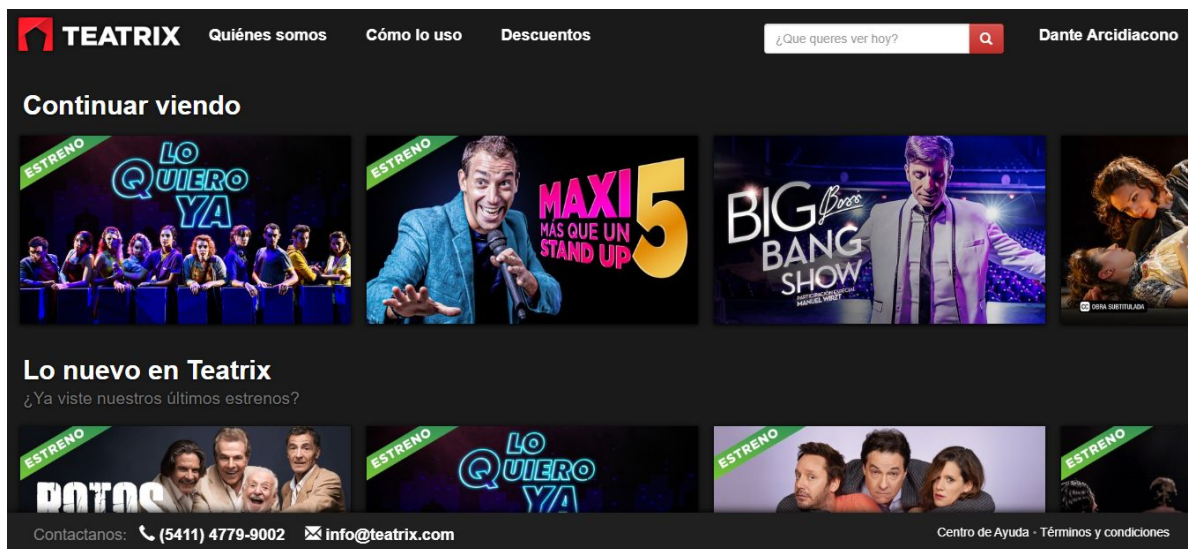 TEATRIX Quiénes somos Cómo lo uso Descuentos ¿Que queres ver hoy? Dante Arcidiacono
Continuar viendo
ESTRENO
LO
QUIERO
YA
ESTRENO
MAXI 5
MÁS QUE UN
STAND UP
BIG Boss
BANG
SHOW
PARTICIPACIÓN ESPECIAL
MANUEL WIRZT
CC OBRA SUBTITULADA
Lo nuevo en Teatrix
¿Ya viste nuestros últimos estrenos?
ESTRENO
ROTOS
ESTRENO
LO
QUIERO
YA
ESTRENO
ESTRENO
Contactanos: (5411) 4779-9002 info@teatrix.com Centro de Ayuda - Términos y condiciones